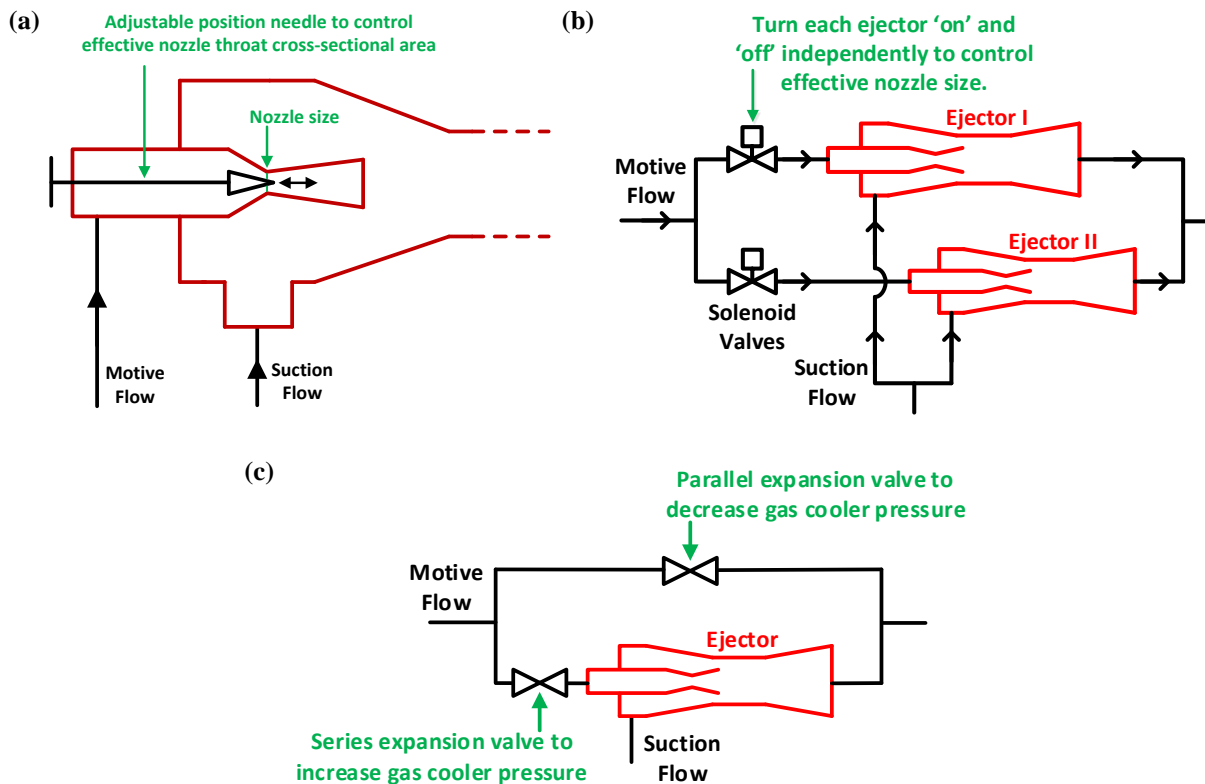 (a)
Adjustable position needle to control
effective nozzle throat cross-sectional area
Nozzle size
Motive
Flow
Suction
Flow
(b)
Turn each ejector ‘on’ and
‘off’ independently to control
effective nozzle size.
Ejector I
Motive
Flow
Ejector II
Solenoid
Valves
Suction
Flow
(c)
Parallel expansion valve to
decrease gas cooler pressure
Motive
Flow
Ejector
Series expansion valve to
increase gas cooler pressure
Suction
Flow